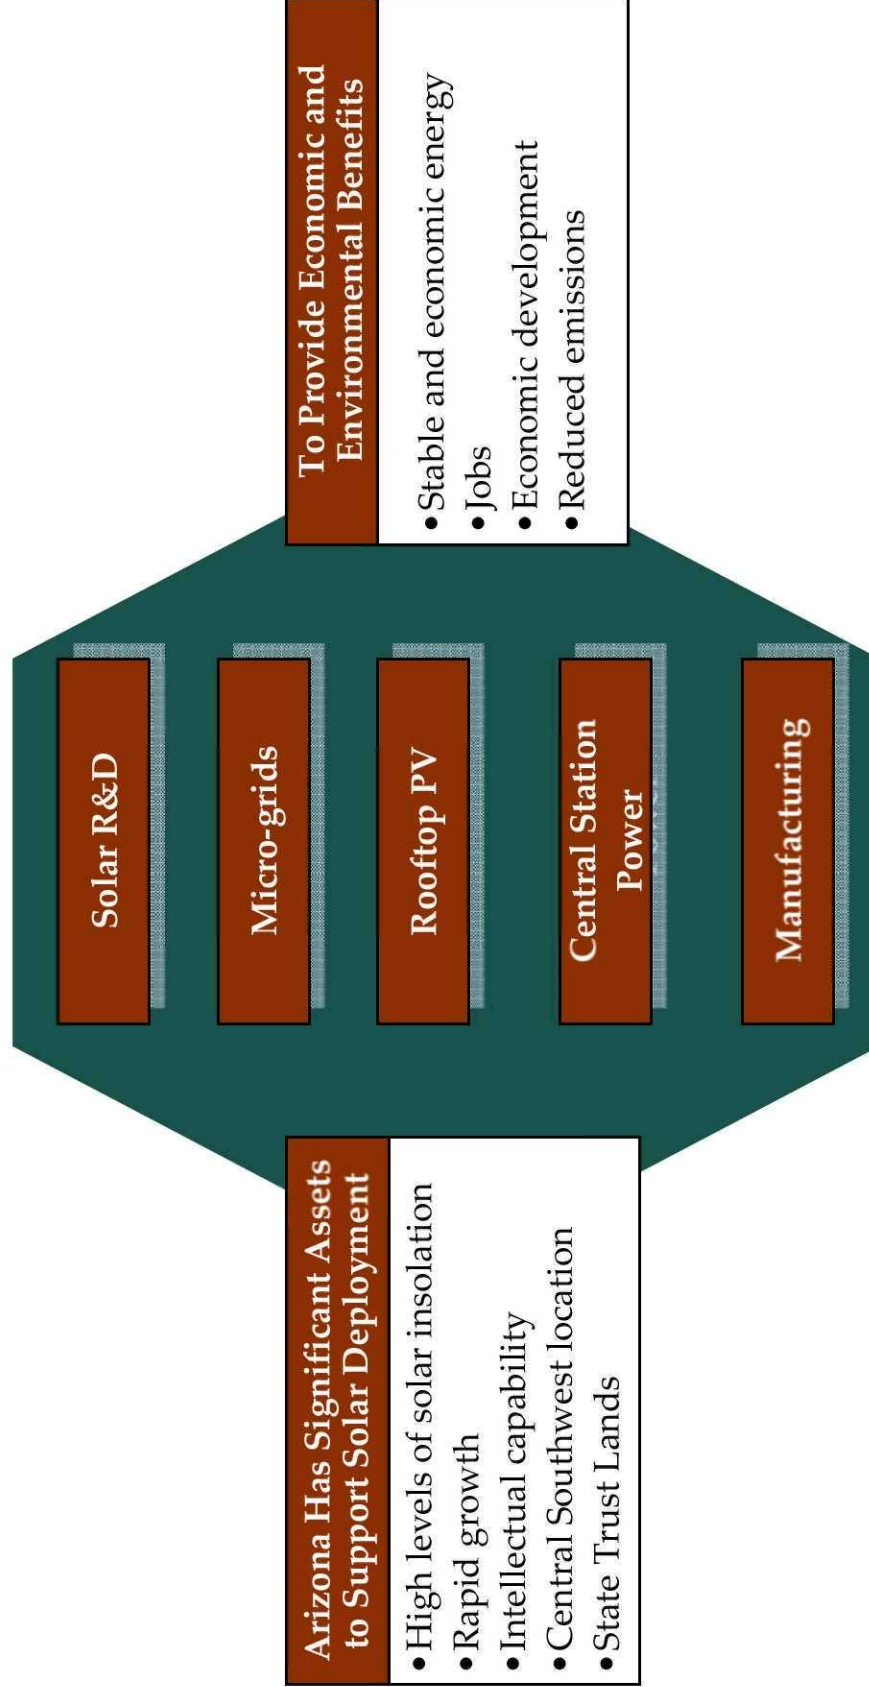 Arizona Has Significant Assets
to Support Solar Deployment
•High levels of solar insolation
•Rapid growth
•Intellectual capability
•Central Southwest location
•State Trust Lands
Solar R&D
Micro-grids
Rooftop PV
Central Station
Power
Manufacturing
To Provide Economic and
Environmental Benefits
•Stable and economic energy
•Jobs
•Economic development
•Reduced emissions